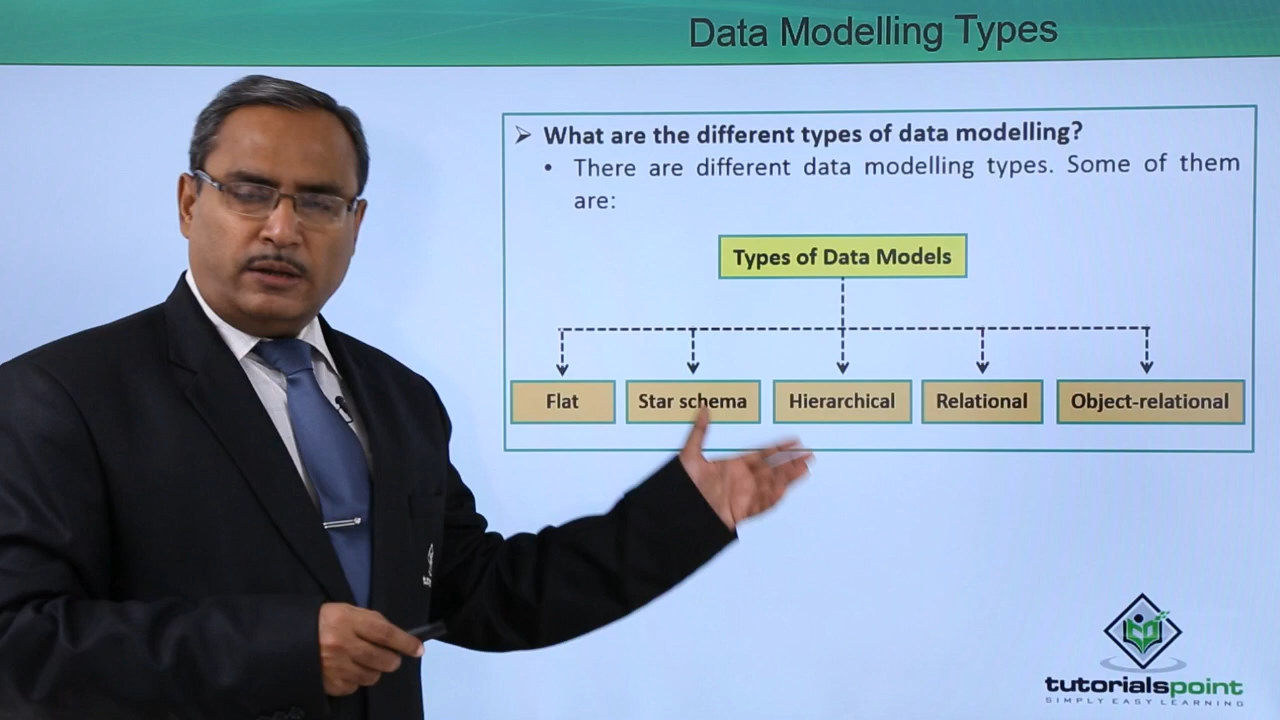 Data Modelling Types
➢ What are the different types of data modelling?
• There are different data modelling types. Some of them
are:
Types of Data Models
Flat
Star schema
Hierarchical
Relational
Object-relational
tutorialspoint
SIMPLY EASY LEARNING